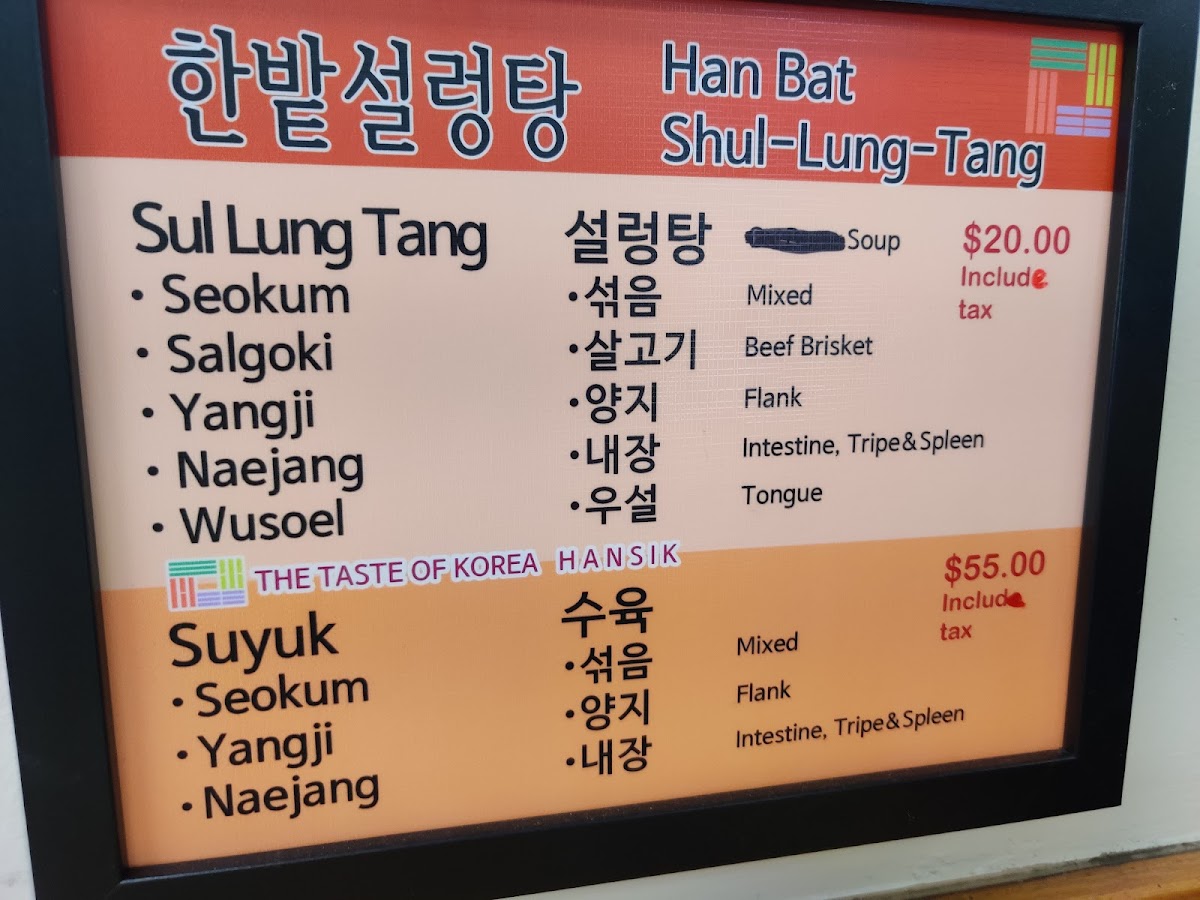 한밭설렁탕 Han Bat
Shul-Lung-Tang
Sul Lung Tang 설렁탕 Soup $20.00
Include
tax
• Seokum •섞음 Mixed
• Salgoki •살고기 Beef Brisket
• Yangji •양지 Flank
• Naejang •내장 Intestine, Tripe&Spleen
• Wusoel •우설 Tongue
THE TASTE OF KOREA HANSIK
Suyuk 수육 $55.00
Include
tax
• Seokum •섞음 Mixed
• Yangji •양지 Flank
• Naejang •내장 Intestine, Tripe&Spleen